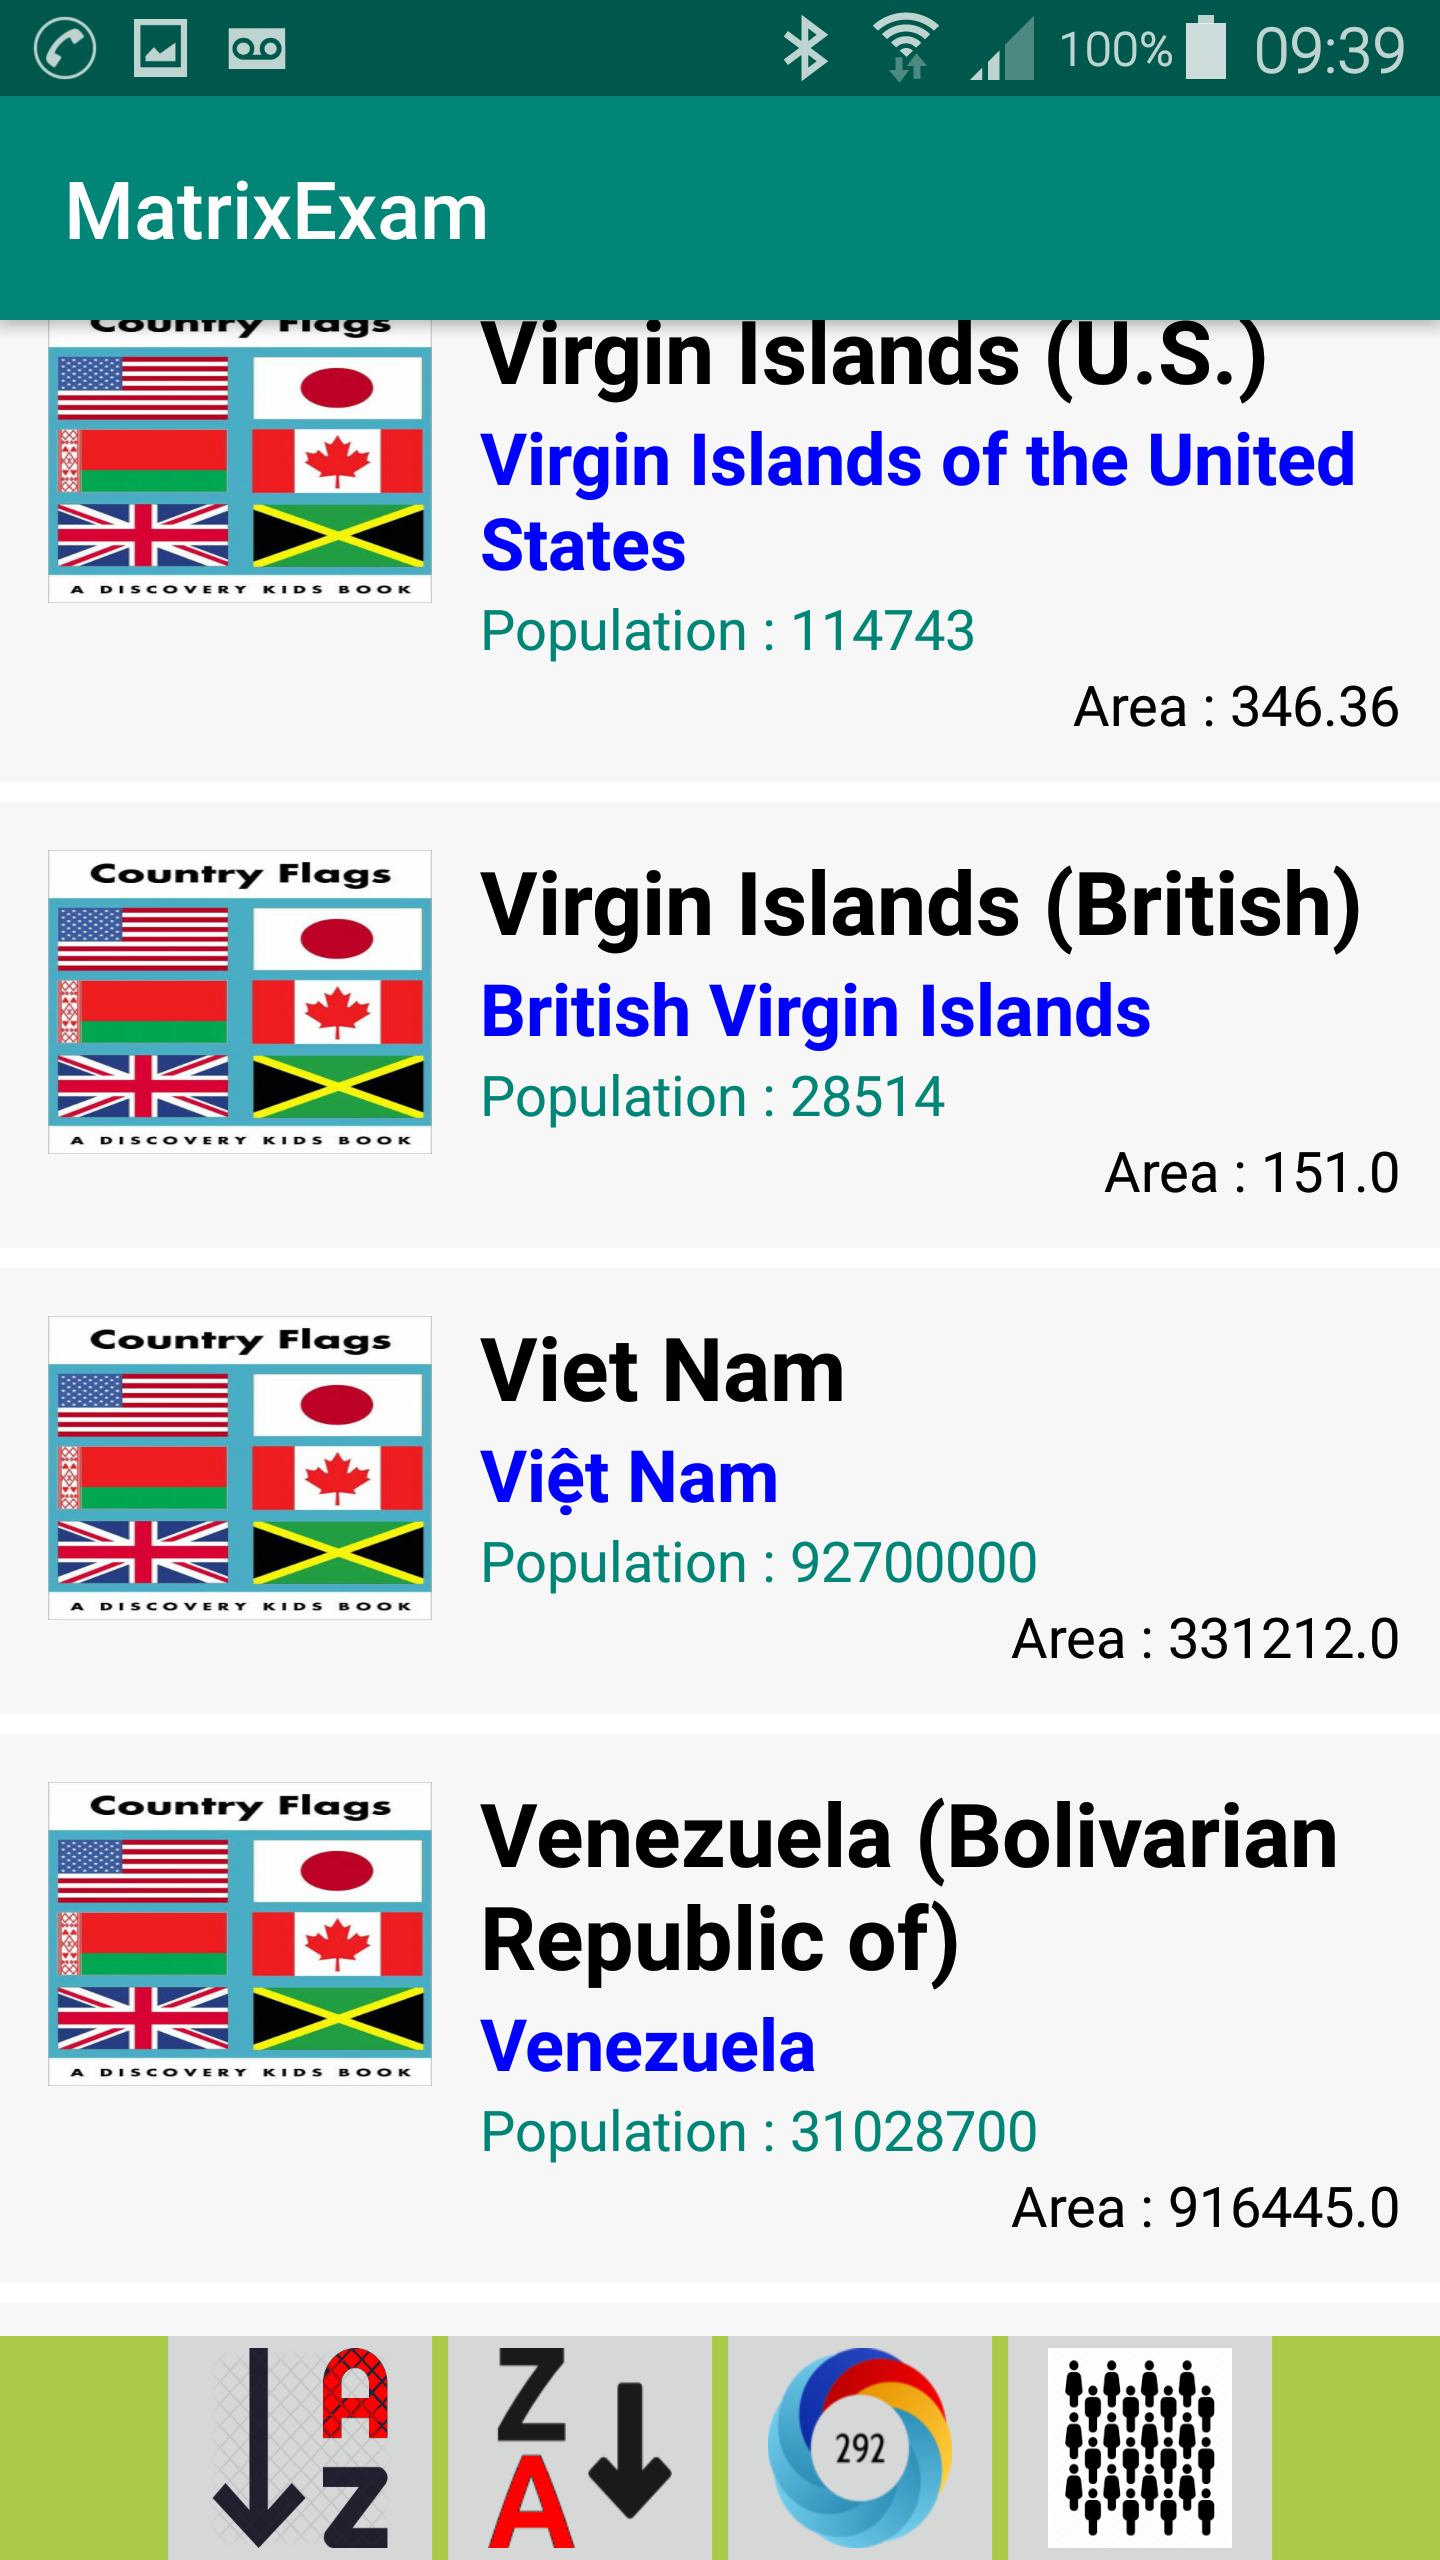 100% 09:39
MatrixExam
Country Flags
Virgin Islands (U.S.)
Virgin Islands of the United
States
A DISCOVERY KIDS BOOK
Population : 114743
Area : 346.36
Country Flags
Virgin Islands (British)
British Virgin Islands
Population : 28514
A DISCOVERY KIDS BOOK
Area : 151.0
Country Flags
Viet Nam
Việt Nam
Population : 92700000
A DISCOVERY KIDS BOOK
Area : 331212.0
Country Flags
Venezuela (Bolivarian
Republic of)
Venezuela
A DISCOVERY KIDS BOOK
Population : 31028700
Area : 916445.0
A
Z
Z
A
292